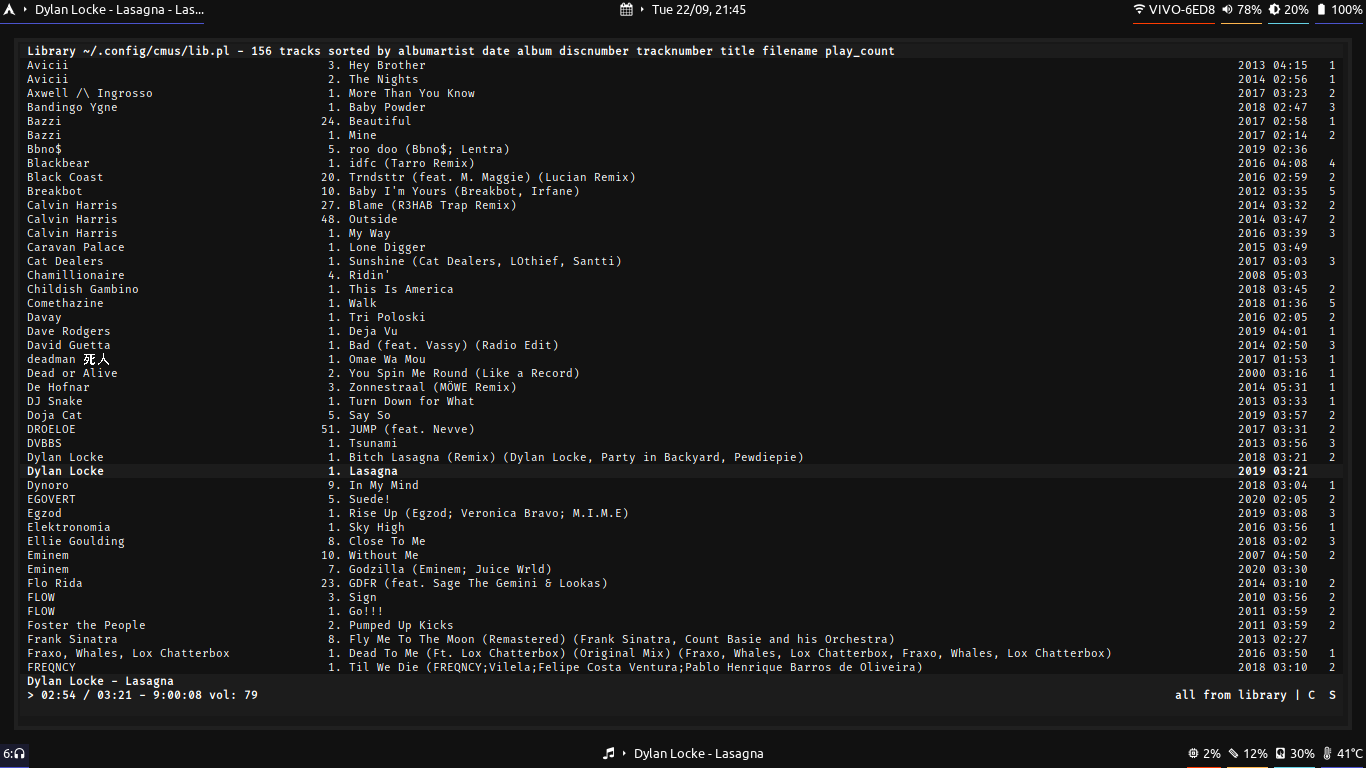 Dylan Locke - Lasagna - Las... Tue 22/09, 21:45 VIVO-6ED8 78% 20% 100%
Library ~/.config/cmus/lib.pl - 156 tracks sorted by albumartist date album discnumber tracknumber title filename play_count
Avicii 3. Hey Brother 2013 04:15 1
Avicii 2. The Nights 2014 02:56 1
Axwell /\ Ingrosso 1. More Than You Know 2017 03:23 2
Bandingo Ygne 1. Baby Powder 2018 02:47 3
Bazzi 24. Beautiful 2017 02:58 1
Bazzi 1. Mine 2017 02:14 2
Bbno$ 5. roo doo (Bbno$; Lentra) 2019 02:36
Blackbear 1. idfc (Tarro Remix) 2016 04:08 4
Black Coast 20. Trndsttr (feat. M. Maggie) (Lucian Remix) 2016 02:59 2
Breakbot 10. Baby I'm Yours (Breakbot, Irfane) 2012 03:35 5
Calvin Harris 27. Blame (R3HAB Trap Remix) 2014 03:32 2
Calvin Harris 48. Outside 2014 03:47 2
Calvin Harris 1. My Way 2016 03:39 3
Caravan Palace 1. Lone Digger 2015 03:49
Cat Dealers 1. Sunshine (Cat Dealers, LOthief, Santti) 2017 03:03 3
Chamillionaire 4. Ridin' 2008 05:03
Childish Gambino 1. This Is America 2018 03:45 2
Comethazine 1. Walk 2018 01:36 5
Davay 1. Tri Poloski 2016 02:05 2
Dave Rodgers 1. Deja Vu 2019 04:01 1
David Guetta 1. Bad (feat. Vassy) (Radio Edit) 2014 02:50 3
deadman 死人 1. Omae Wa Mou 2017 01:53 1
Dead or Alive 2. You Spin Me Round (Like a Record) 2000 03:16 1
De Hofnar 3. Zonnestraal (MÖWE Remix) 2014 05:31 1
DJ Snake 1. Turn Down for What 2013 03:33 1
Doja Cat 5. Say So 2019 03:57 2
DROELOE 51. JUMP (feat. Nevve) 2017 03:31 2
DVBBS 1. Tsunami 2013 03:56 3
Dylan Locke 1. Bitch Lasagna (Remix) (Dylan Locke, Party in Backyard, Pewdiepie) 2018 03:21 2
Dylan Locke 1. Lasagna 2019 03:21
Dynoro 9. In My Mind 2018 03:04 1
EGOVERT 5. Suede! 2020 02:05 2
Egzod 1. Rise Up (Egzod; Veronica Bravo; M.I.M.E) 2019 03:08 3
Elektronomia 1. Sky High 2016 03:56 1
Ellie Goulding 8. Close To Me 2018 03:02 3
Eminem 10. Without Me 2007 04:50 2
Eminem 7. Godzilla (Eminem; Juice Wrld) 2020 03:30
Flo Rida 23. GDFR (feat. Sage The Gemini & Lookas) 2014 03:10 2
FLOW 3. Sign 2010 03:56 2
FLOW 1. Go!!! 2011 03:59 2
Foster the People 2. Pumped Up Kicks 2011 03:59 2
Frank Sinatra 8. Fly Me To The Moon (Remastered) (Frank Sinatra, Count Basie and his Orchestra) 2013 02:27
Fraxo, Whales, Lox Chatterbox 1. Dead To Me (Ft. Lox Chatterbox) (Original Mix) (Fraxo, Whales, Lox Chatterbox, Fraxo, Whales, Lox Chatterbox) 2016 03:50 1
FREQNCY 1. Til We Die (FREQNCY;Vilela;Felipe Costa Ventura;Pablo Henrique Barros de Oliveira) 2018 03:10 2
Dylan Locke - Lasagna
> 02:54 / 03:21 - 9:00:08 vol: 79 all from library | C S
6: Dylan Locke - Lasagna 2% 12% 30% 41°C